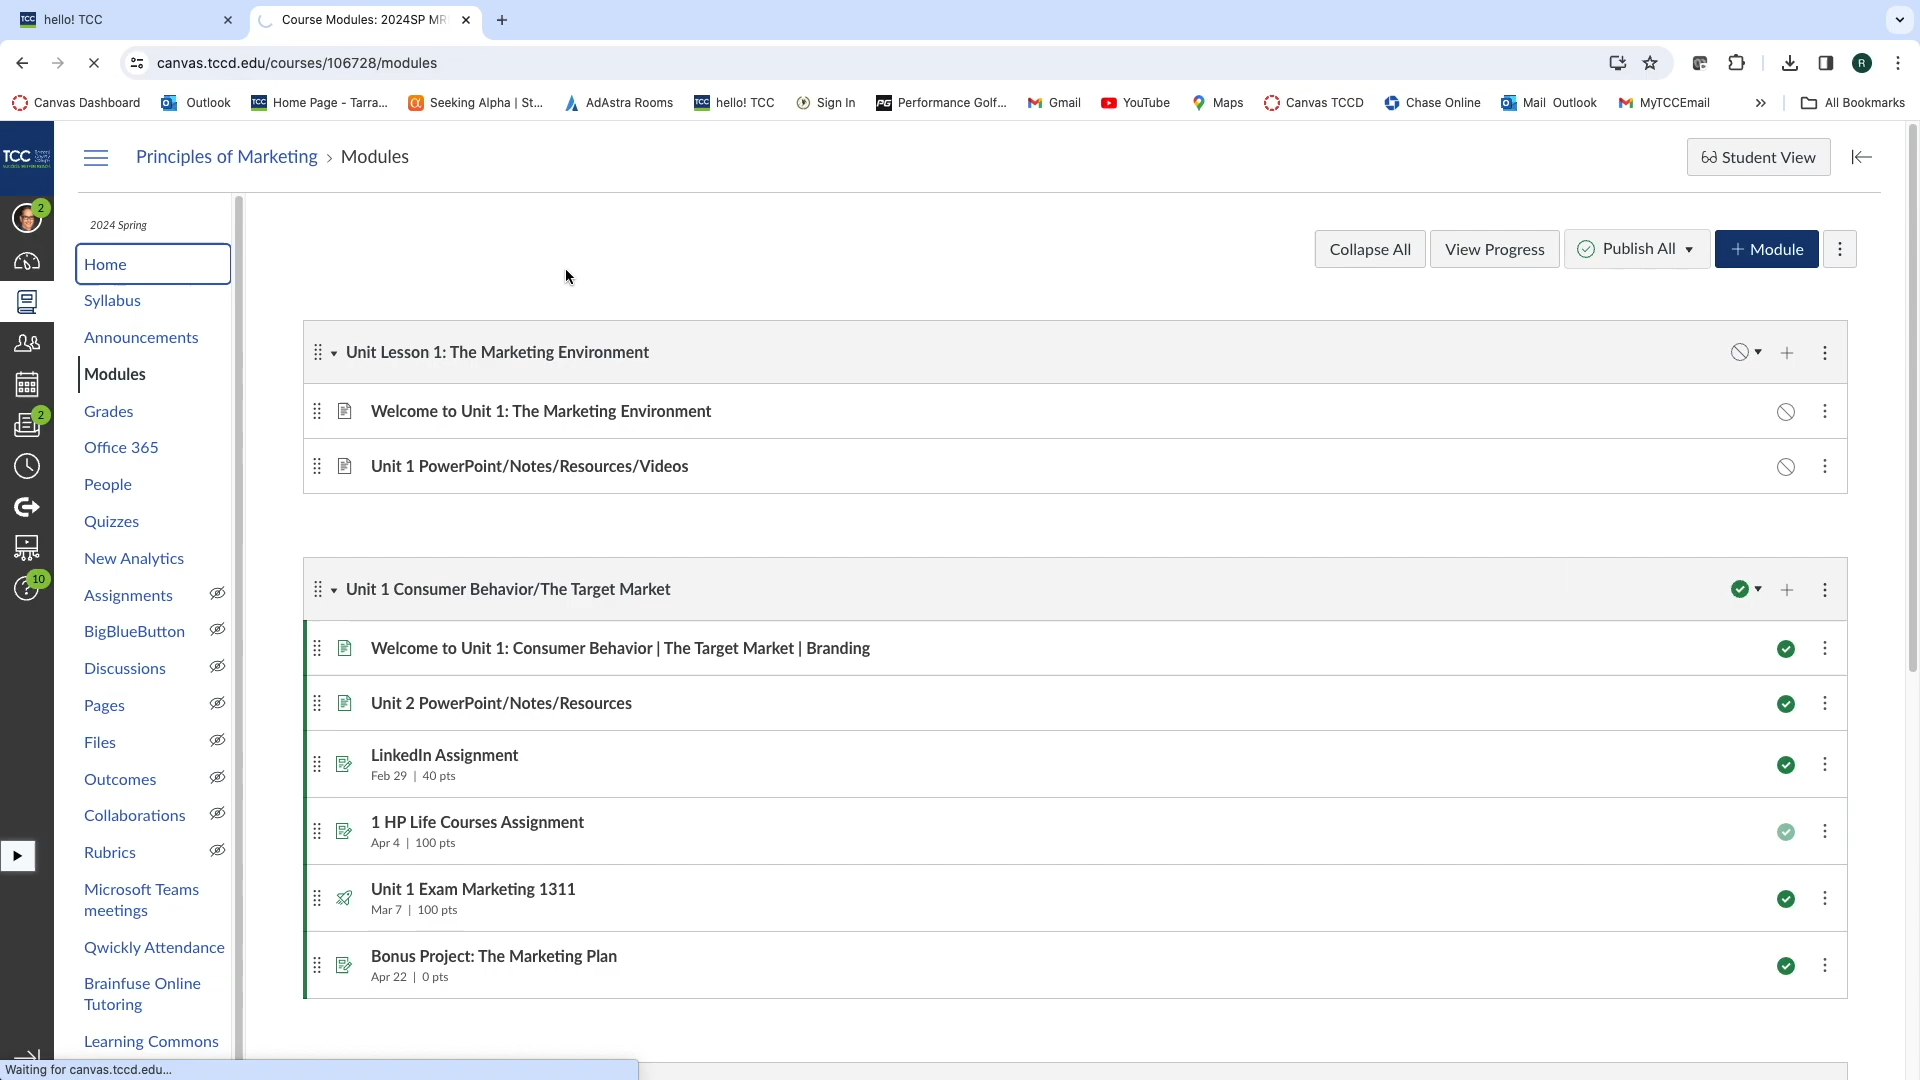 hello! TCC
Course Modules: 2024SP MR
canvas.tccd.edu/courses/106728/modules
R
Canvas Dashboard
Outlook
Home Page - Tarra...
Seeking Alpha | St...
AdAstra Rooms
hello! TCC
Sign In
Performance Golf...
Gmail
YouTube
Maps
Canvas TCCD
Chase Online
Mail Outlook
MyTCCEmail
All Bookmarks
TCC
Principles of Marketing › Modules
Student View
2
2
10
2024 Spring
Home
Syllabus
Announcements
Modules
Grades
Office 365
People
Quizzes
New Analytics
Assignments
BigBlueButton
Discussions
Pages
Files
Outcomes
Collaborations
Rubrics
Microsoft Teams
meetings
Qwickly Attendance
Brainfuse Online
Tutoring
Learning Commons
Collapse All
View Progress
Publish All
+ Module
Unit Lesson 1: The Marketing Environment
Welcome to Unit 1: The Marketing Environment
Unit 1 PowerPoint/Notes/Resources/Videos
Unit 1 Consumer Behavior/The Target Market
Welcome to Unit 1: Consumer Behavior | The Target Market | Branding
Unit 2 PowerPoint/Notes/Resources
LinkedIn Assignment
Feb 29 | 40 pts
1 HP Life Courses Assignment
Apr 4 | 100 pts
Unit 1 Exam Marketing 1311
Mar 7 | 100 pts
Bonus Project: The Marketing Plan
Apr 22 | 0 pts
Waiting for canvas.tccd.edu...